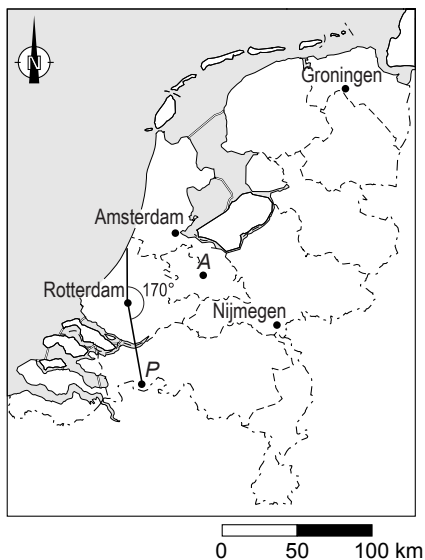 N
Groningen
Amsterdam
A
Rotterdam 170°
Nijmegen
P
0 50 100 km